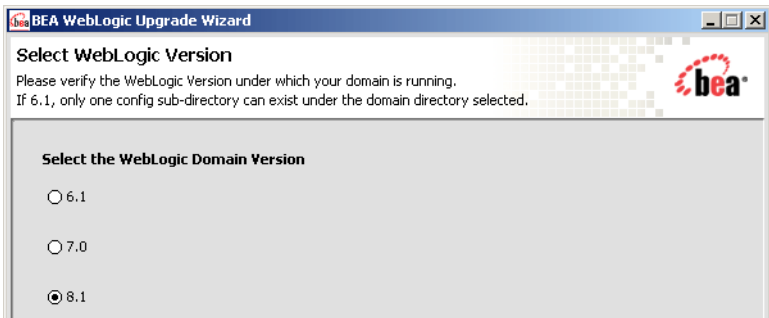 bea BEA WebLogic Upgrade Wizard
Select WebLogic Version
Please verify the WebLogic Version under which your domain is running.
If 6.1, only one config sub-directory can exist under the domain directory selected.
bea
Select the WebLogic Domain Version
6.1
7.0
8.1